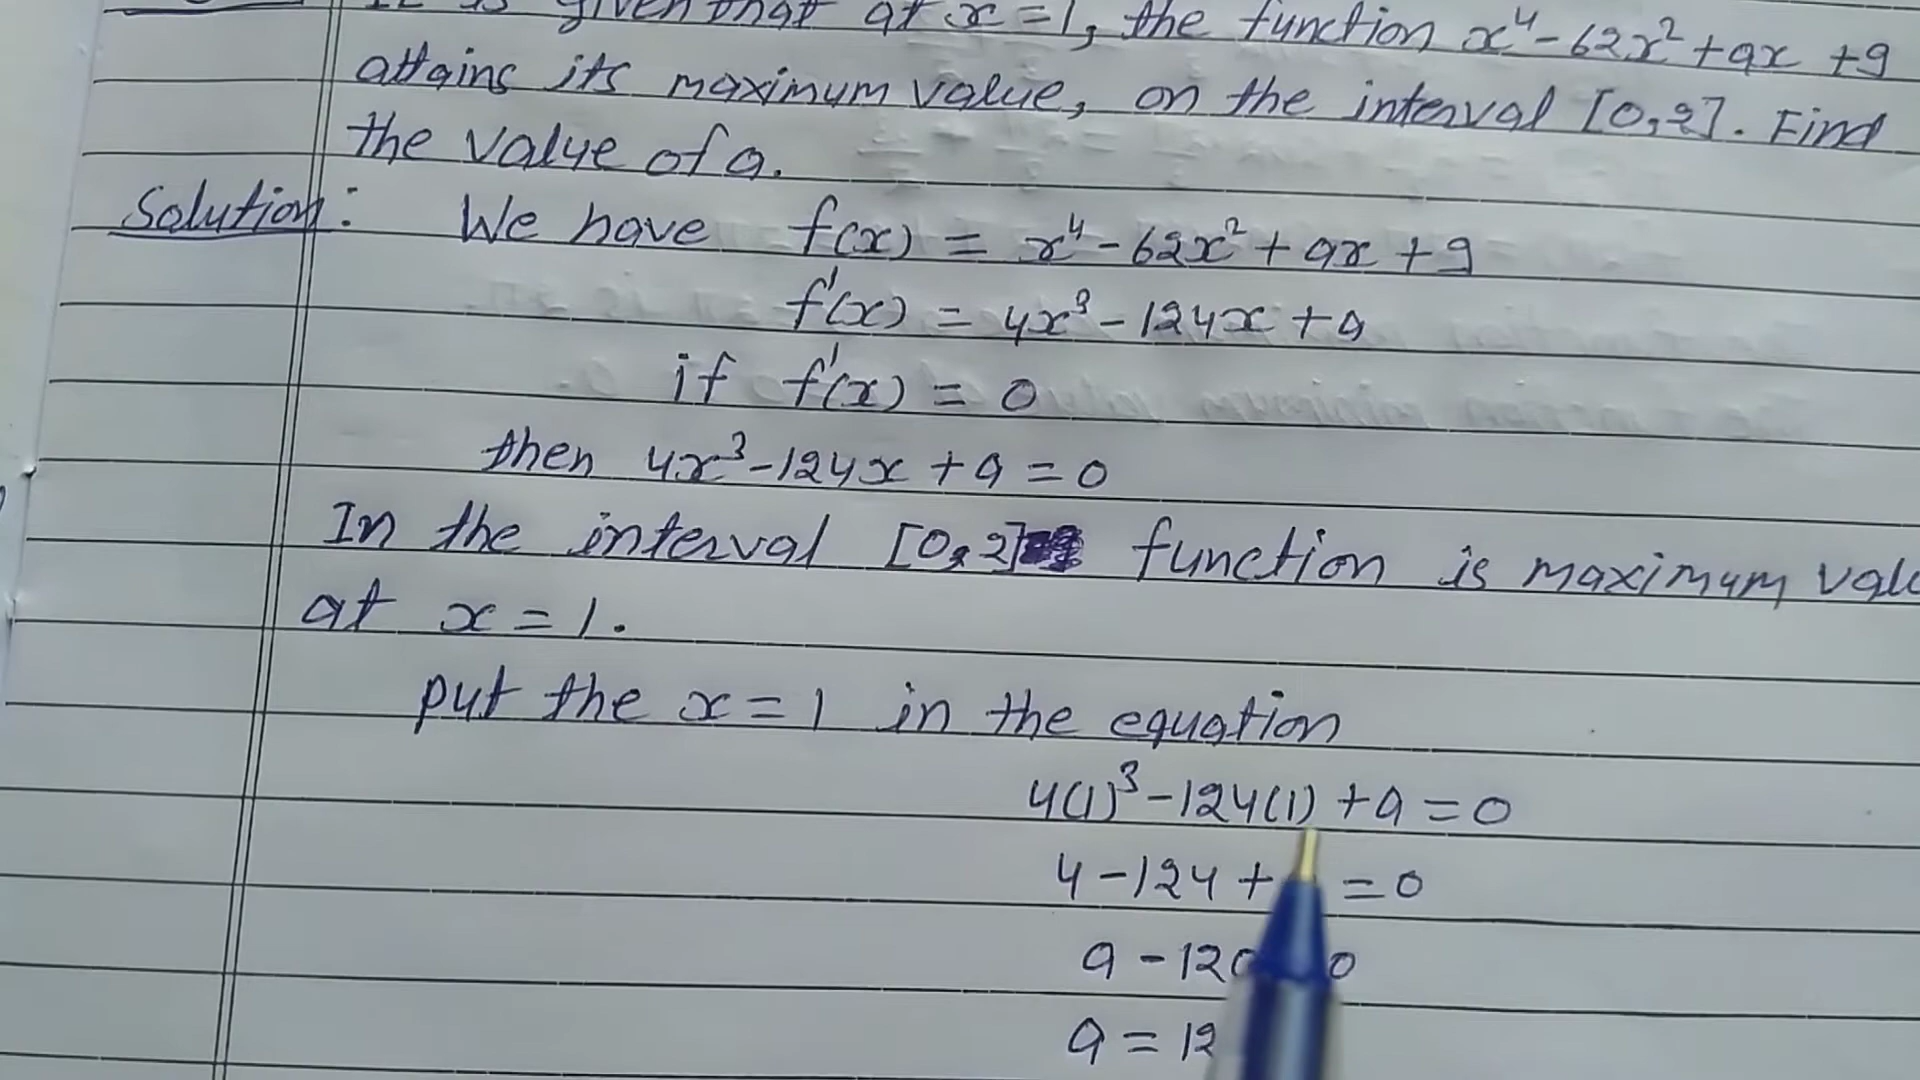 It is given that at x=1, the function x⁴-62x²+ax+9
attains its maximum value, on the interval [0,2]. Find
the value of a.
Solution: We have f(x) = x⁴-62x²+ax+9
f'(x) = 4x³-124x+a
if f'(x) = 0
then 4x³-124x+a=0
In the interval [0,2] function is maximum
at x=1.
put the x=1 in the equation
4(1)³-124(1)+a=0
4-124+ =0
a-12 0
a=12